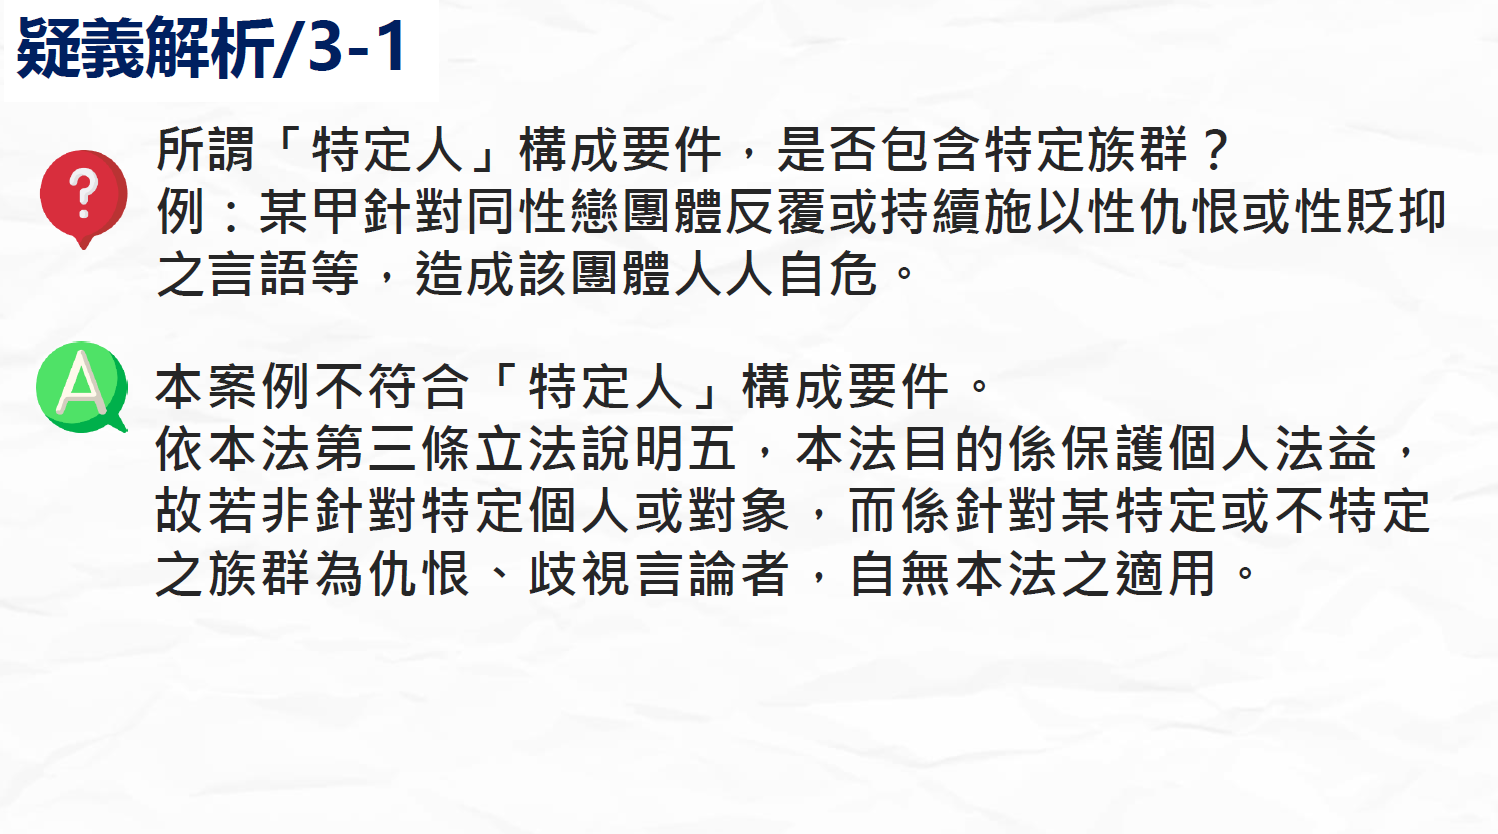 疑義解析/3-1
所謂「特定人」構成要件，是否包含特定族群？
例：某甲針對同性戀團體反覆或持續施以性仇恨或性貶抑
之言語等，造成該團體人人自危。
本案例不符合「特定人」構成要件。
依本法第三條立法說明五，本法目的係保護個人法益，
故若非針對特定個人或對象，而係針對某特定或不特定
之族群為仇恨、歧視言論者，自無本法之適用。